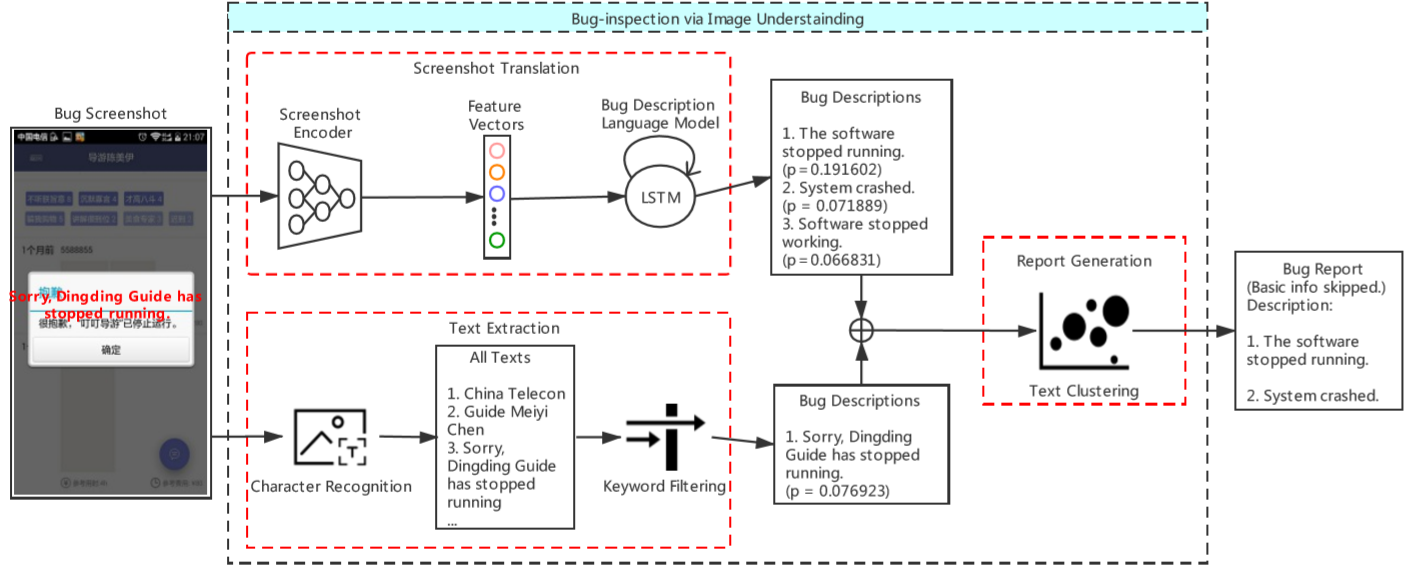 Bug-inspection via Image Understainding
Bug Screenshot
中国电信
21:07
导游陈美伊
1个月前 5588855
抱歉
Sorry, Dingding Guide has
stopped running.
很抱歉，“叮叮导游”已停止运行。
确定
Screenshot Translation
Screenshot
Encoder
Feature
Vectors
Bug Description
Language Model
LSTM
Bug Descriptions
1. The software
stopped running.
(p=0.191602)
2. System crashed.
(p = 0.071889)
3. Software stopped
working.
(p=0.066831)
Text Extraction
Character Recognition
T
All Texts
1. China Telecon
2. Guide Meiyi
Chen
3. Sorry,
Dingding Guide
has stopped
running
...
Keyword Filtering
Bug Descriptions
1. Sorry, Dingding
Guide has stopped
running.
(p = 0.076923)
Report Generation
Text Clustering
Bug Report
(Basic info skipped.)
Description:
1. The software
stopped running.
2. System crashed.